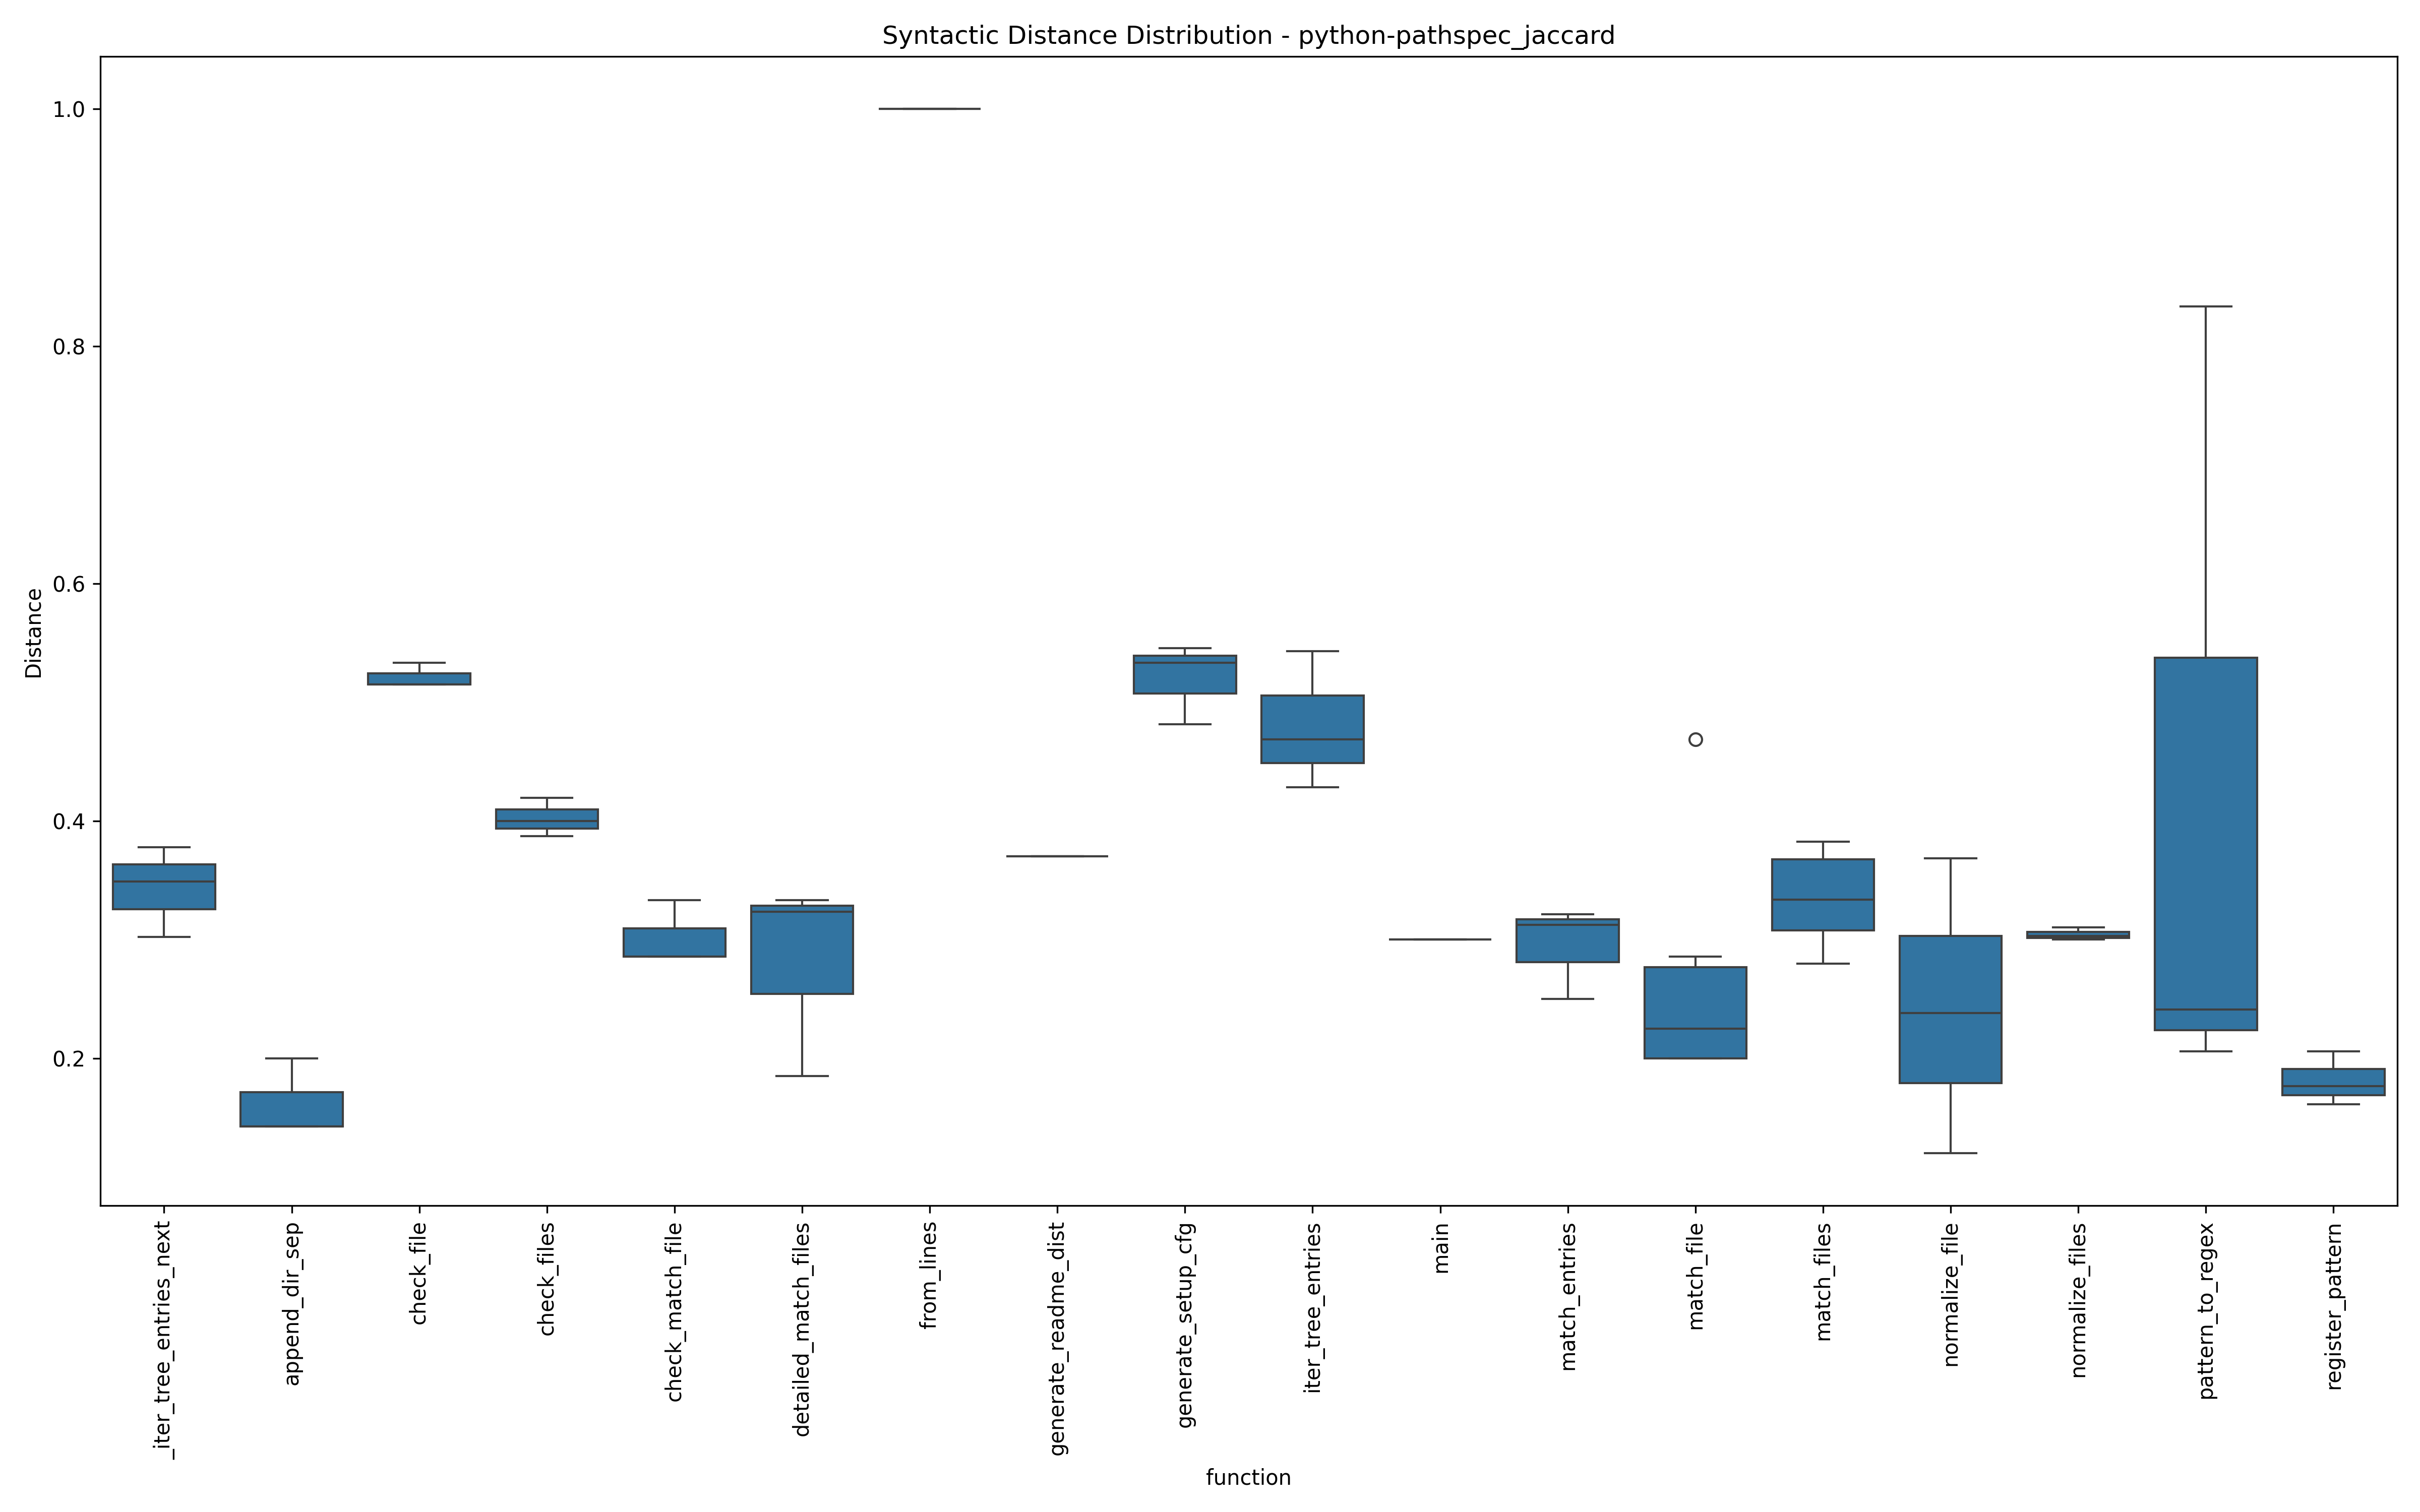 Syntactic Distance Distribution - python-pathspec_jaccard
1.0
0.8
0.6
0.4
0.2
Distance
_iter_tree_entries_next
append_dir_sep
check_file
check_files
check_match_file
detailed_match_files
from_lines
generate_readme_dist
generate_setup_cfg
iter_tree_entries
main
match_entries
match_file
match_files
normalize_file
normalize_files
pattern_to_regex
register_pattern
function